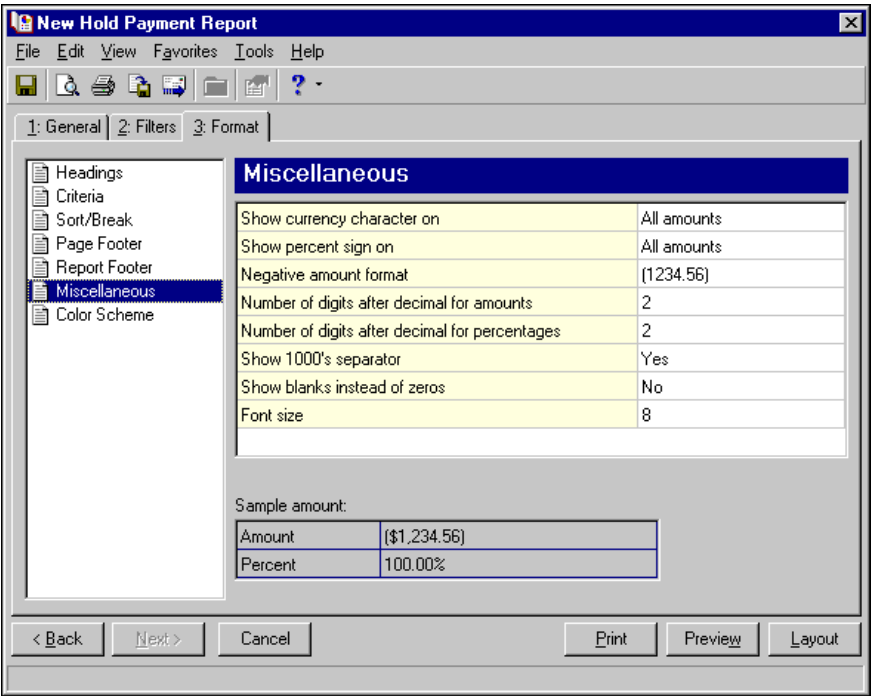 New Hold Payment Report
File Edit View Favorites Tools Help
1: General 2: Filters 3: Format
Headings
Criteria
Sort/Break
Page Footer
Report Footer
Miscellaneous
Color Scheme
Miscellaneous
Show currency character on All amounts
Show percent sign on All amounts
Negative amount format (1234.56)
Number of digits after decimal for amounts 2
Number of digits after decimal for percentages 2
Show 1000's separator Yes
Show blanks instead of zeros No
Font size 8
Sample amount:
Amount ($1,234.56)
Percent 100.00%
< Back Next > Cancel Print Preview Layout